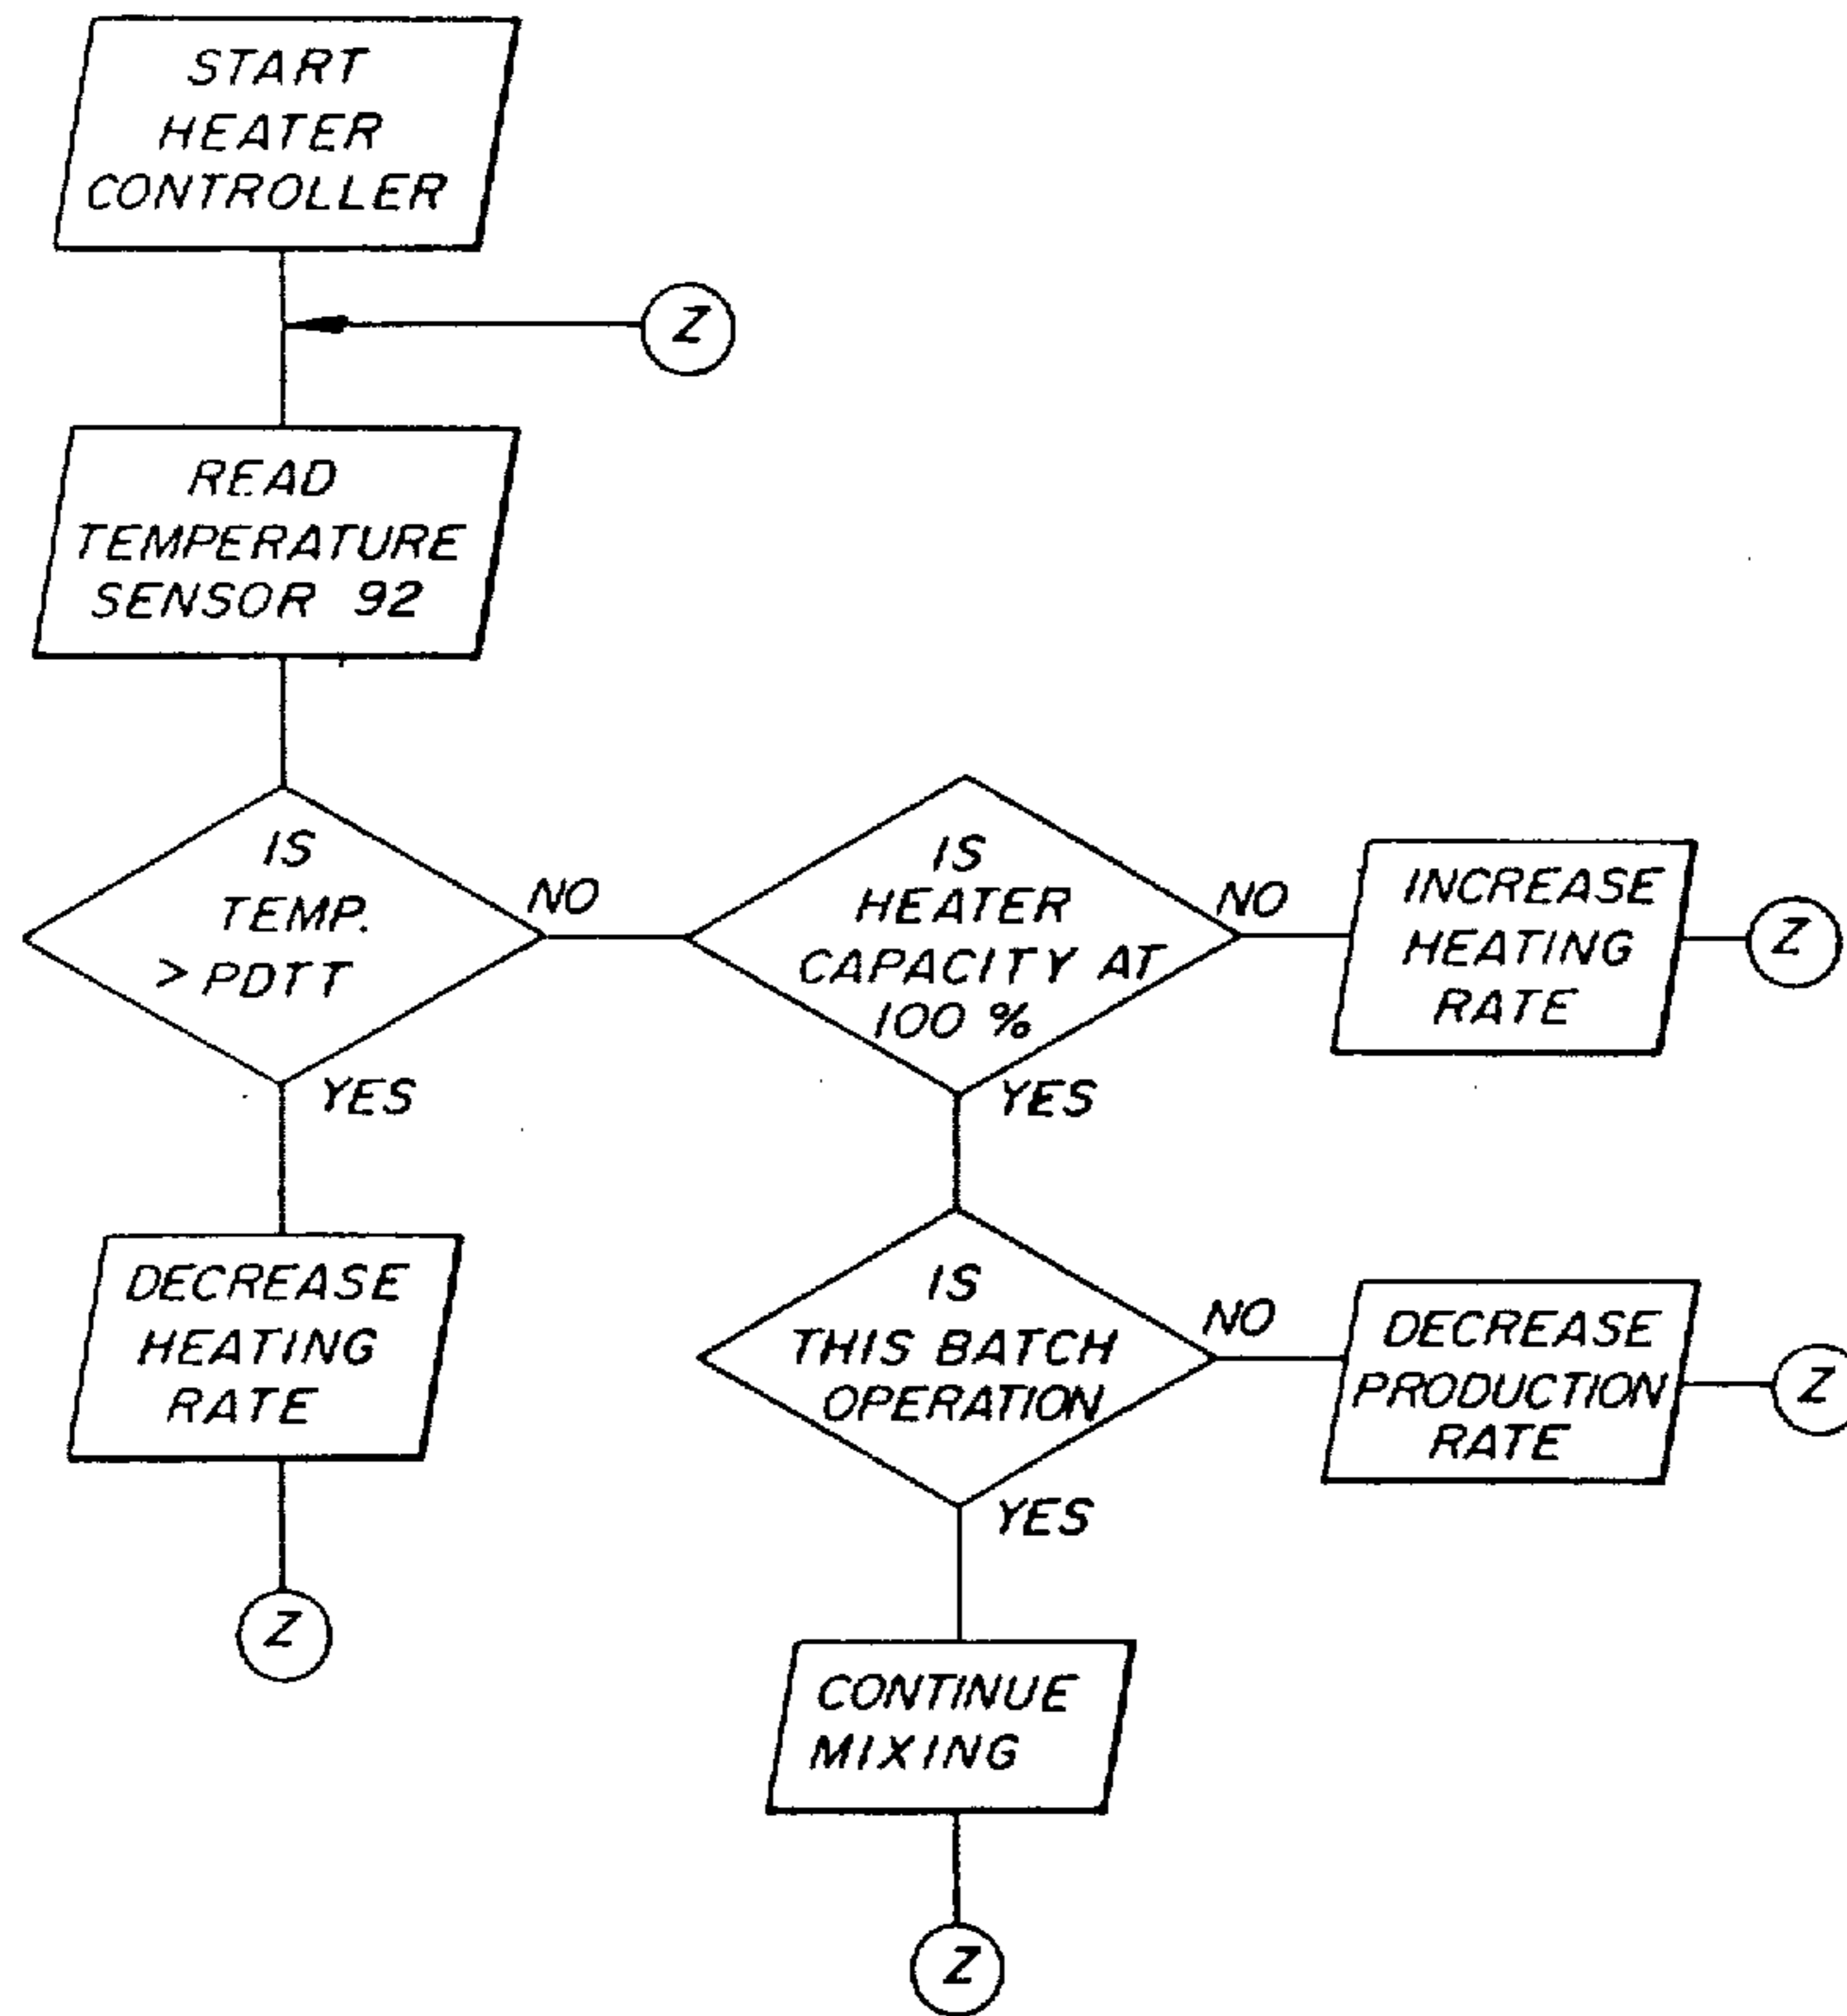 START
HEATER
CONTROLLER
Z
READ
TEMPERATURE
SENSOR 92
IS
TEMP.
> PDTT
NO
YES
IS
HEATER
CAPACITY AT
100 %
NO
YES
INCREASE
HEATING
RATE
Z
DECREASE
HEATING
RATE
Z
IS
THIS BATCH
OPERATION
NO
YES
DECREASE
PRODUCTION
RATE
Z
CONTINUE
MIXING
Z